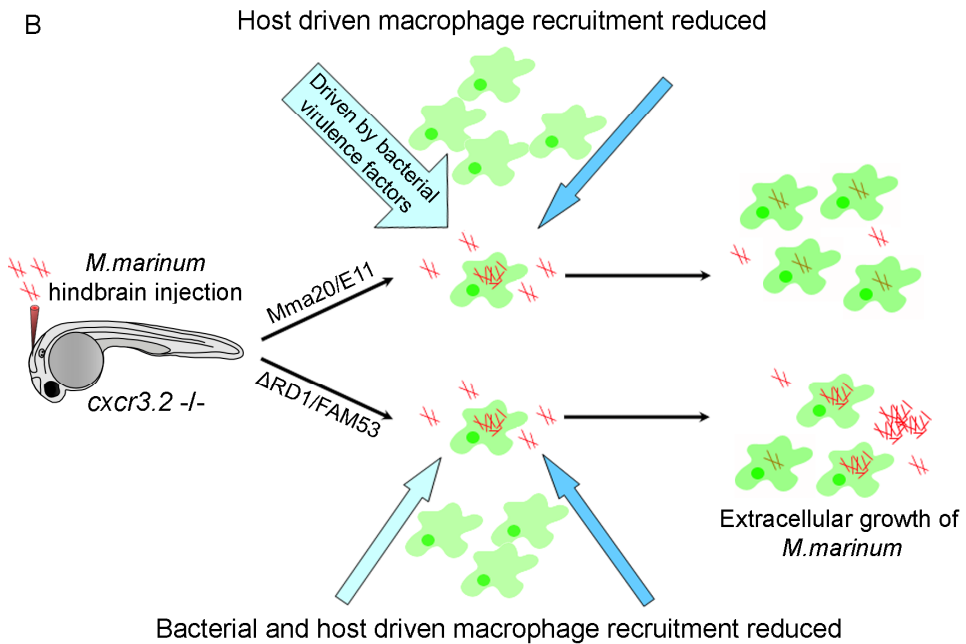 B
Host driven macrophage recruitment reduced
Driven by bacterial
virulence factors
M.marinum
hindbrain injection
Mma20/E11
cxcr3.2 -/-
ΔRD1/FAM53
Extracellular growth of
M.marinum
Bacterial and host driven macrophage recruitment reduced